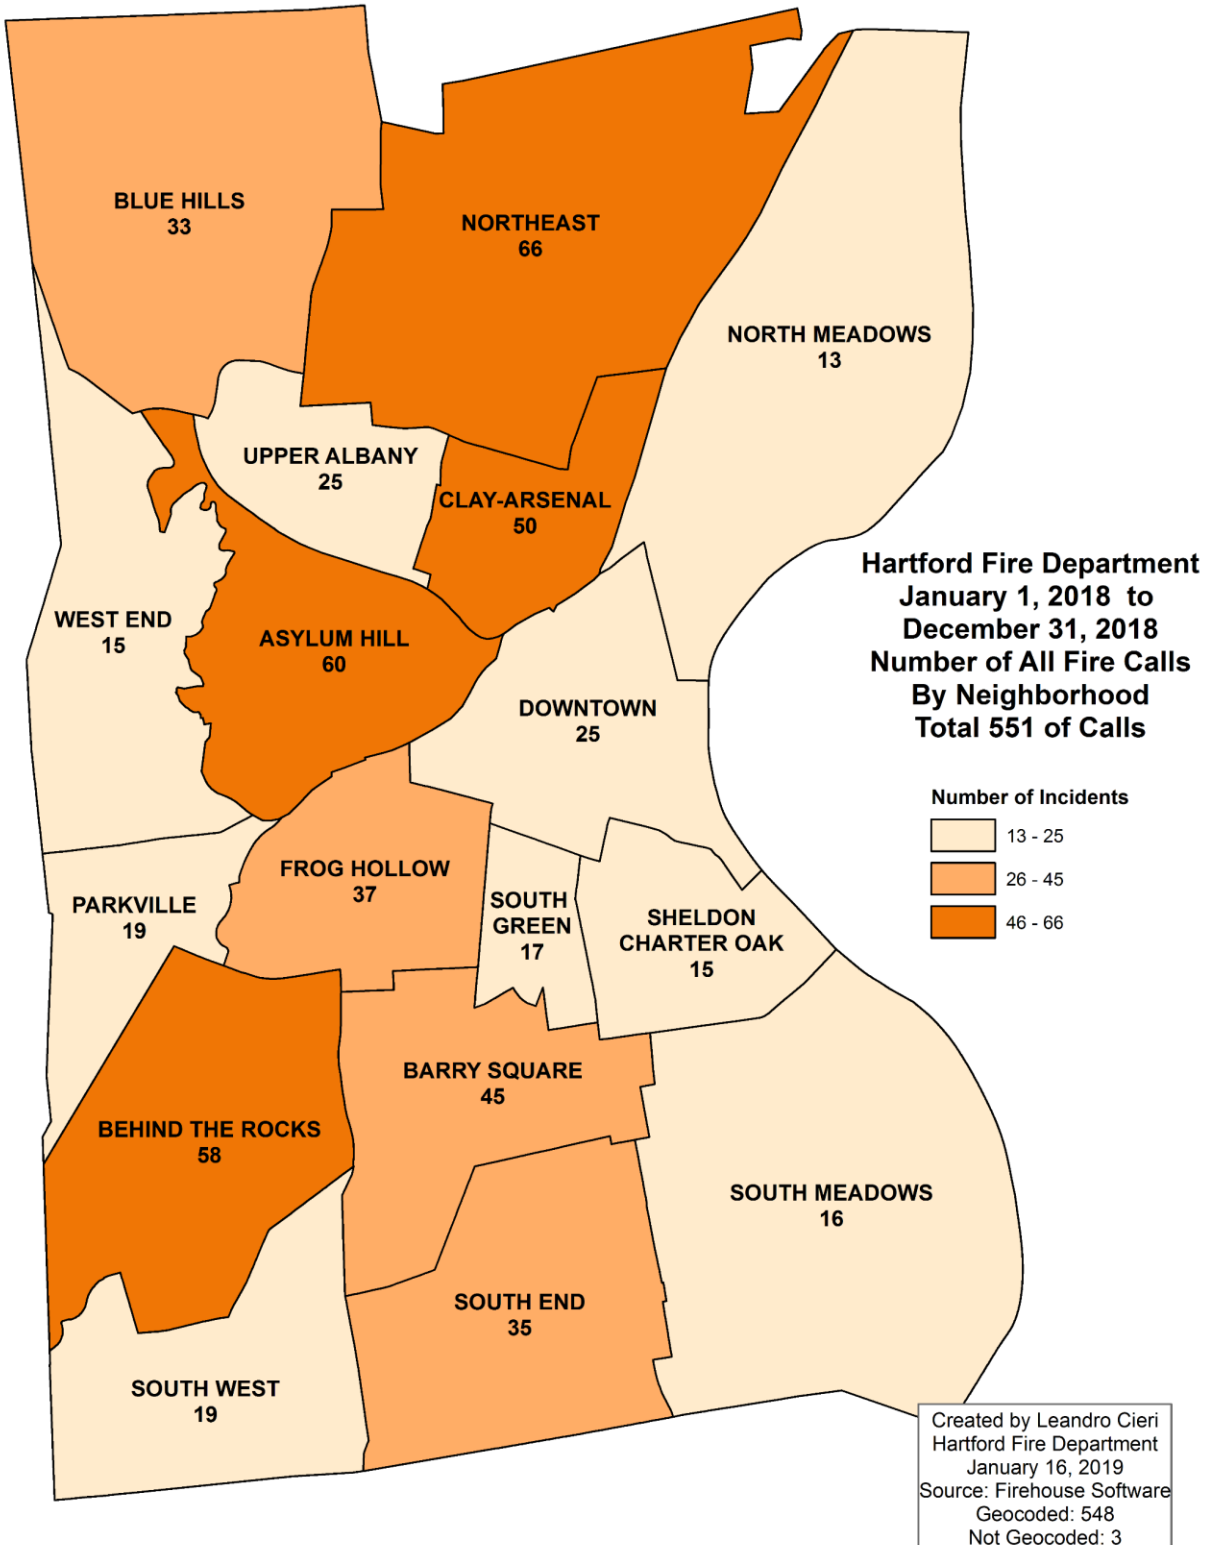 BLUE HILLS
33
NORTHEAST
66
NORTH MEADOWS
13
UPPER ALBANY
25
CLAY-ARSENAL
50
WEST END
15
ASYLUM HILL
60
DOWNTOWN
25
Hartford Fire Department
January 1, 2018 to
December 31, 2018
Number of All Fire Calls
By Neighborhood
Total 551 of Calls
Number of Incidents
13 - 25
26 - 45
46 - 66
FROG HOLLOW
37
PARKVILLE
19
SOUTH
GREEN
17
SHELDON
CHARTER OAK
15
BARRY SQUARE
45
BEHIND THE ROCKS
58
SOUTH MEADOWS
16
SOUTH END
35
SOUTH WEST
19
Created by Leandro Cieri
Hartford Fire Department
January 16, 2019
Source: Firehouse Software
Geocoded: 548
Not Geocoded: 3